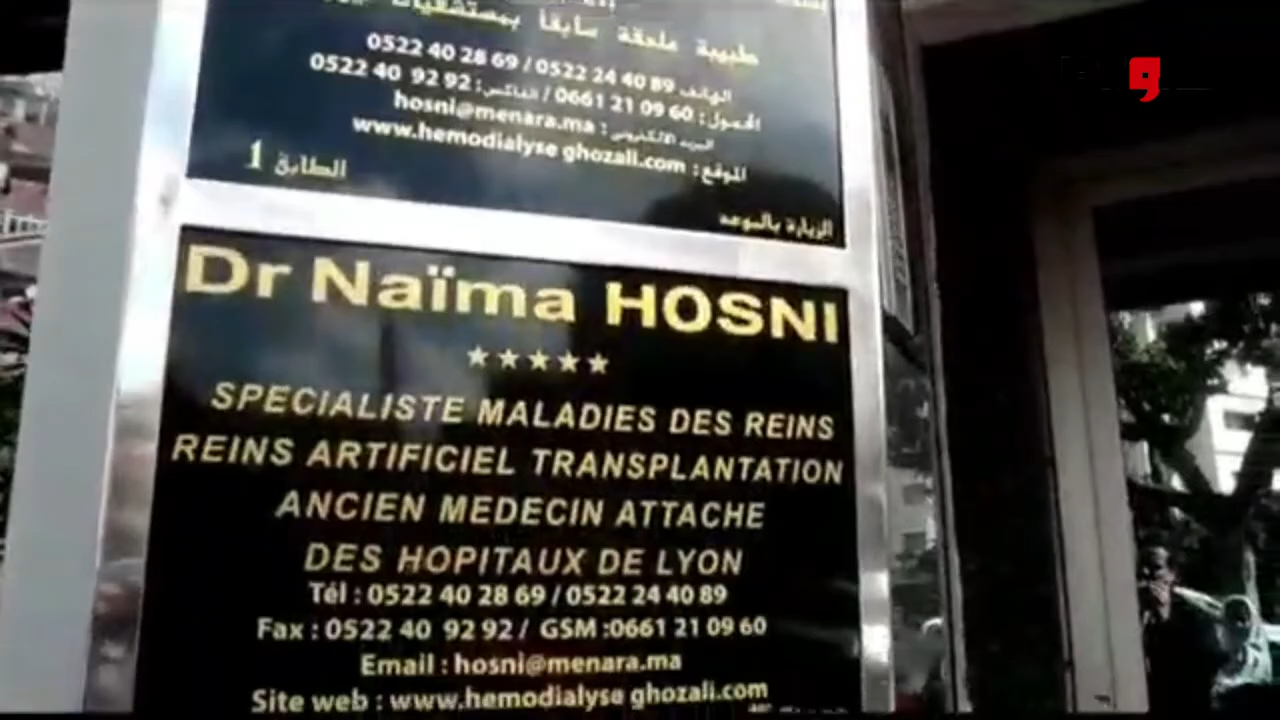 طبيبة ملحقة سابقا بمستشفيات
الهاتف 0522 40 28 69 / 0522 24 40 89
المحمول : 0661 21 09 60 / الفاكس : 0522 40 92 92
البريد الالكتروني : hosni@menara.ma
الموقع : www.hemodialyse ghozali.com
الطابق 1
الزيارة بالموعد
Dr Naïma HOSNI
★★★★★
SPECIALISTE MALADIES DES REINS
REINS ARTIFICIEL TRANSPLANTATION
ANCIEN MEDECIN ATTACHE
DES HOPITAUX DE LYON
Tél : 0522 40 28 69 / 0522 24 40 89
Fax : 0522 40 92 92 / GSM :0661 21 09 60
Email : hosni@menara.ma
Site web : www.hemodialyse ghozali.com